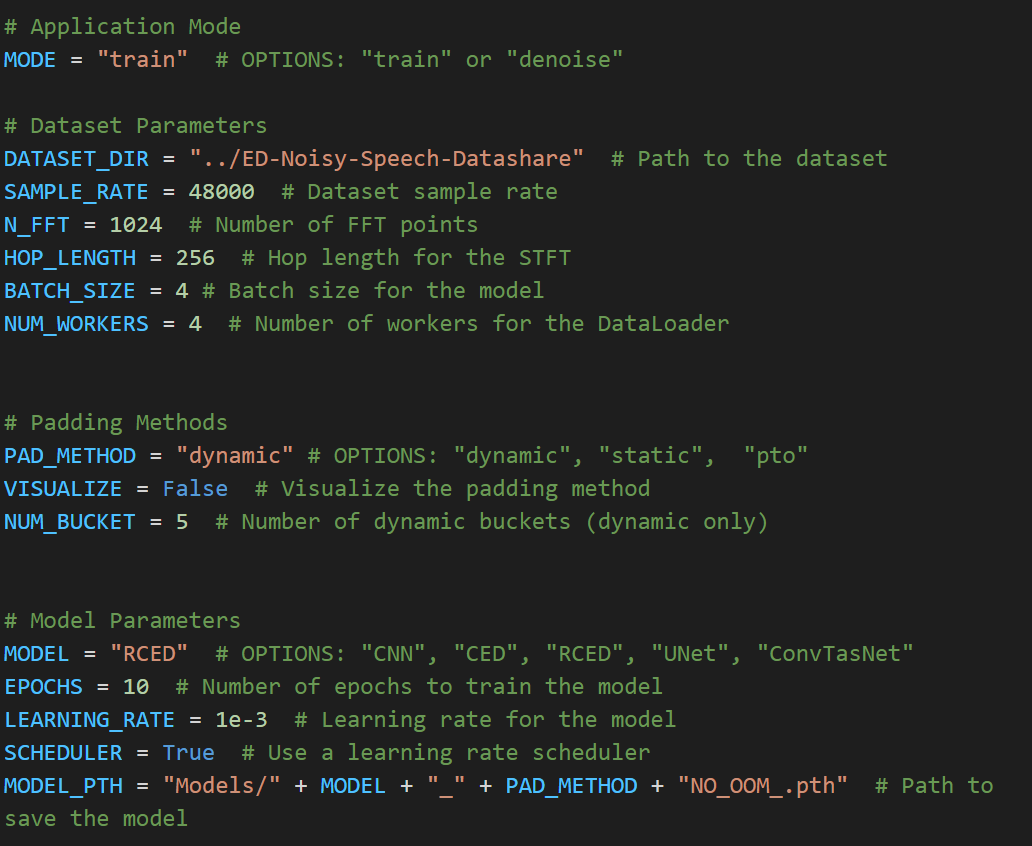 # Application Mode
MODE = "train"  # OPTIONS: "train" or "denoise"
# Dataset Parameters
DATASET_DIR = "../ED-Noisy-Speech-Datashare"  # Path to the dataset
SAMPLE_RATE = 48000  # Dataset sample rate
N_FFT = 1024  # Number of FFT points
HOP_LENGTH = 256  # Hop length for the STFT
BATCH_SIZE = 4 # Batch size for the model
NUM_WORKERS = 4  # Number of workers for the DataLoader
# Padding Methods
PAD_METHOD = "dynamic" # OPTIONS: "dynamic", "static",  "pto"
VISUALIZE = False  # Visualize the padding method
NUM_BUCKET = 5  # Number of dynamic buckets (dynamic only)
# Model Parameters
MODEL = "RCED"  # OPTIONS: "CNN", "CED", "RCED", "UNet", "ConvTasNet"
EPOCHS = 10  # Number of epochs to train the model
LEARNING_RATE = 1e-3  # Learning rate for the model
SCHEDULER = True  # Use a learning rate scheduler
MODEL_PTH = "Models/" + MODEL + "_" + PAD_METHOD + "NO_OOM_.pth"  # Path to
save the model